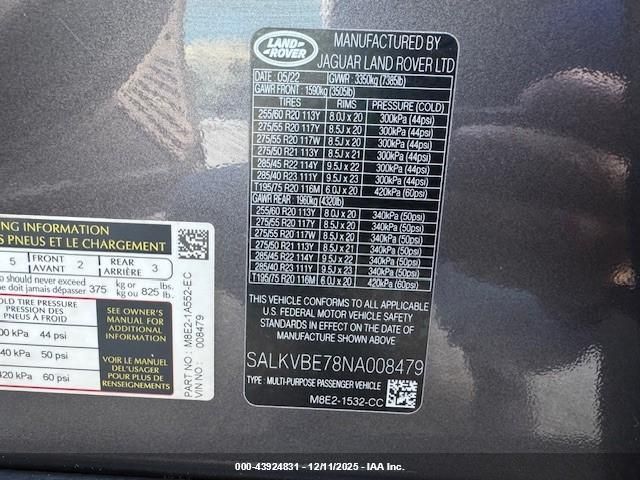 LAND ROVER
MANUFACTURED BY
JAGUAR LAND ROVER LTD
DATE : 05/22 GVWR : 3350kg (7385lb)
GAWR FRONT : 1590kg (3505lb)
TIRES RIMS PRESSURE (COLD)
255/60 R20 113Y 8.0J x 20 300kPa (44psi)
275/55 R20 117Y 8.5J x 20 300kPa (44psi)
275/55 R20 117W 8.5J x 20 300kPa (44psi)
275/50 R21 113Y 8.5J x 21 300kPa (44psi)
285/45 R22 114Y 9.5J x 22 300kPa (44psi)
285/40 R23 111Y 9.5J x 23 300kPa (44psi)
T195/75 R20 116M 6.0J x 20 420kPa (60psi)
GAWR REAR : 1960kg (4320lb)
255/60 R20 113Y 8.0J x 20 340kPa (50psi)
275/55 R20 117Y 8.5J x 20 340kPa (50psi)
275/55 R20 117W 8.5J x 20 340kPa (50psi)
275/50 R21 113Y 8.5J x 21 340kPa (50psi)
285/45 R22 114Y 9.5J x 22 340kPa (50psi)
285/40 R23 111Y 9.5J x 23 340kPa (50psi)
T195/75 R20 116M 6.0J x 20 420kPa (60psi)
THIS VEHICLE CONFORMS TO ALL APPLICABLE
U.S. FEDERAL MOTOR VEHICLE SAFETY
STANDARDS IN EFFECT ON THE DATE OF
MANUFACTURE SHOWN ABOVE.
SALKVBE78NA008479
TYPE : MULTI-PURPOSE PASSENGER VEHICLE
M8E2-1532-CC
ING INFORMATION
S PNEUS ET LE CHARGEMENT
5 FRONT AVANT 2 REAR ARRIÈRE 3
o should never exceed
ne doit jamais dépasser 375 kg or kg ou 825 lbs. lb.
OLD TIRE PRESSURE
PRESSION DES
PNEUS À FROID
00 kPa 44 psi
40 kPa 50 psi
420 kPa 60 psi
SEE OWNER'S
MANUAL FOR
ADDITIONAL
INFORMATION
VOIR LE MANUEL
DEL'USAGER
POUR PLUS DE
RENSEIGNEMENTS
PART NO : M8E2-1A552-EC
VIN NO : 008479
000-43924831 - 12/11/2025 - IAA Inc.